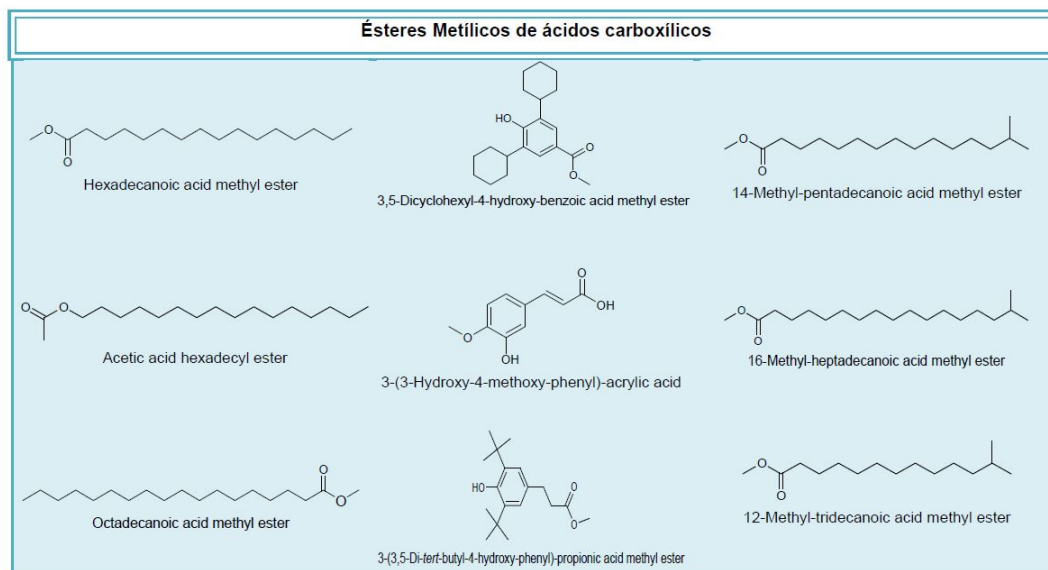 Ésteres Metílicos de ácidos carboxílicos
HO
O
O
O
O
O
O
Hexadecanoic acid methyl ester
3,5-Dicyclohexyl-4-hydroxy-benzoic acid methyl ester
14-Methyl-pentadecanoic acid methyl ester
O
O
O
OH
O
OH
O
O
Acetic acid hexadecyl ester
3-(3-Hydroxy-4-methoxy-phenyl)-acrylic acid
16-Methyl-heptadecanoic acid methyl ester
O
O
HO
O
O
O
O
Octadecanoic acid methyl ester
3-(3,5-Di-tert-butyl-4-hydroxy-phenyl)-propionic acid methyl ester
12-Methyl-tridecanoic acid methyl ester